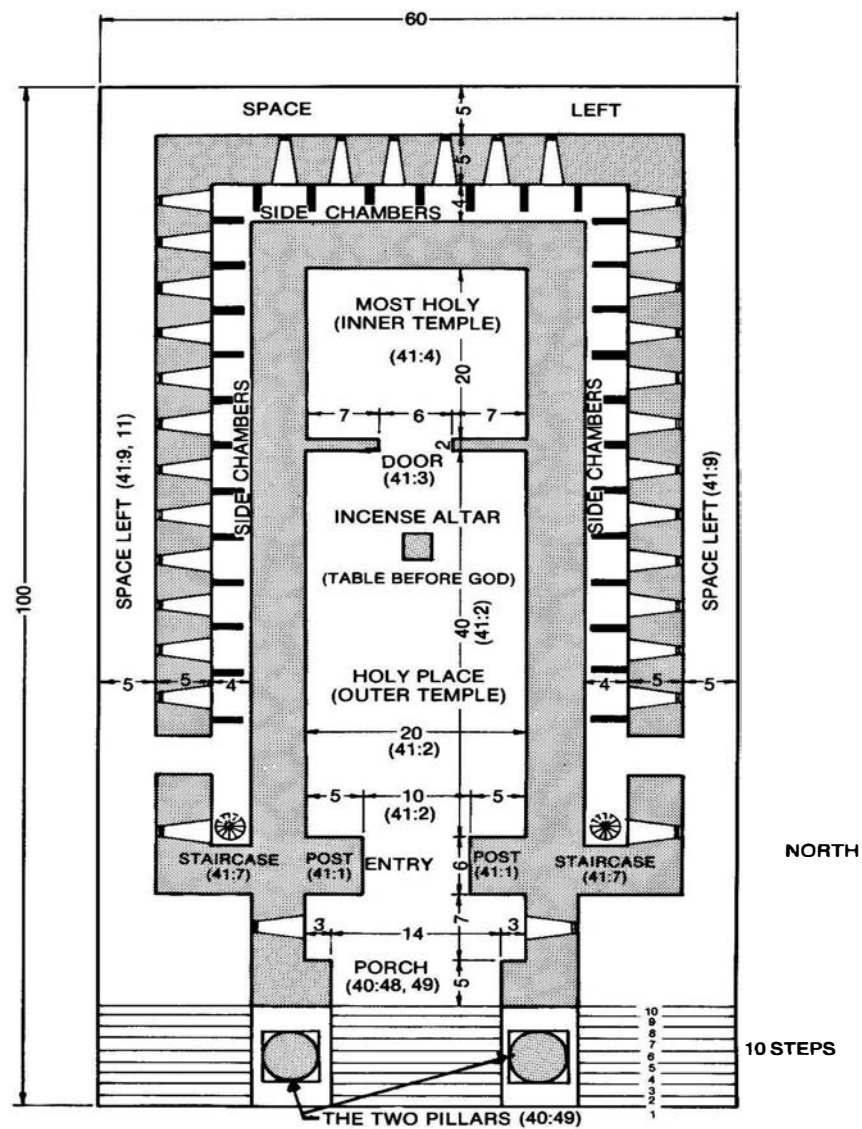 60
SPACE LEFT
5
5
4
SIDE CHAMBERS
MOST HOLY
(INNER TEMPLE)
(41:4)
20
7 6 7
2
DOOR
(41:3)
INCENSE ALTAR
(TABLE BEFORE GOD)
40
(41:2)
HOLY PLACE
(OUTER TEMPLE)
20
(41:2)
5 10 5
(41:2)
100
SPACE LEFT (41:9, 11)
SIDE CHAMBERS
SIDE CHAMBERS
SPACE LEFT (41:9)
5 5 4
4 5 5
STAIRCASE
(41:7)
POST
(41:1)
ENTRY
6
POST
(41:1)
STAIRCASE
(41:7)
NORTH
7
3 14 3
PORCH
(40:48, 49)
5
10
9
8
7
6
5
4
3
2
1
10 STEPS
THE TWO PILLARS (40:49)